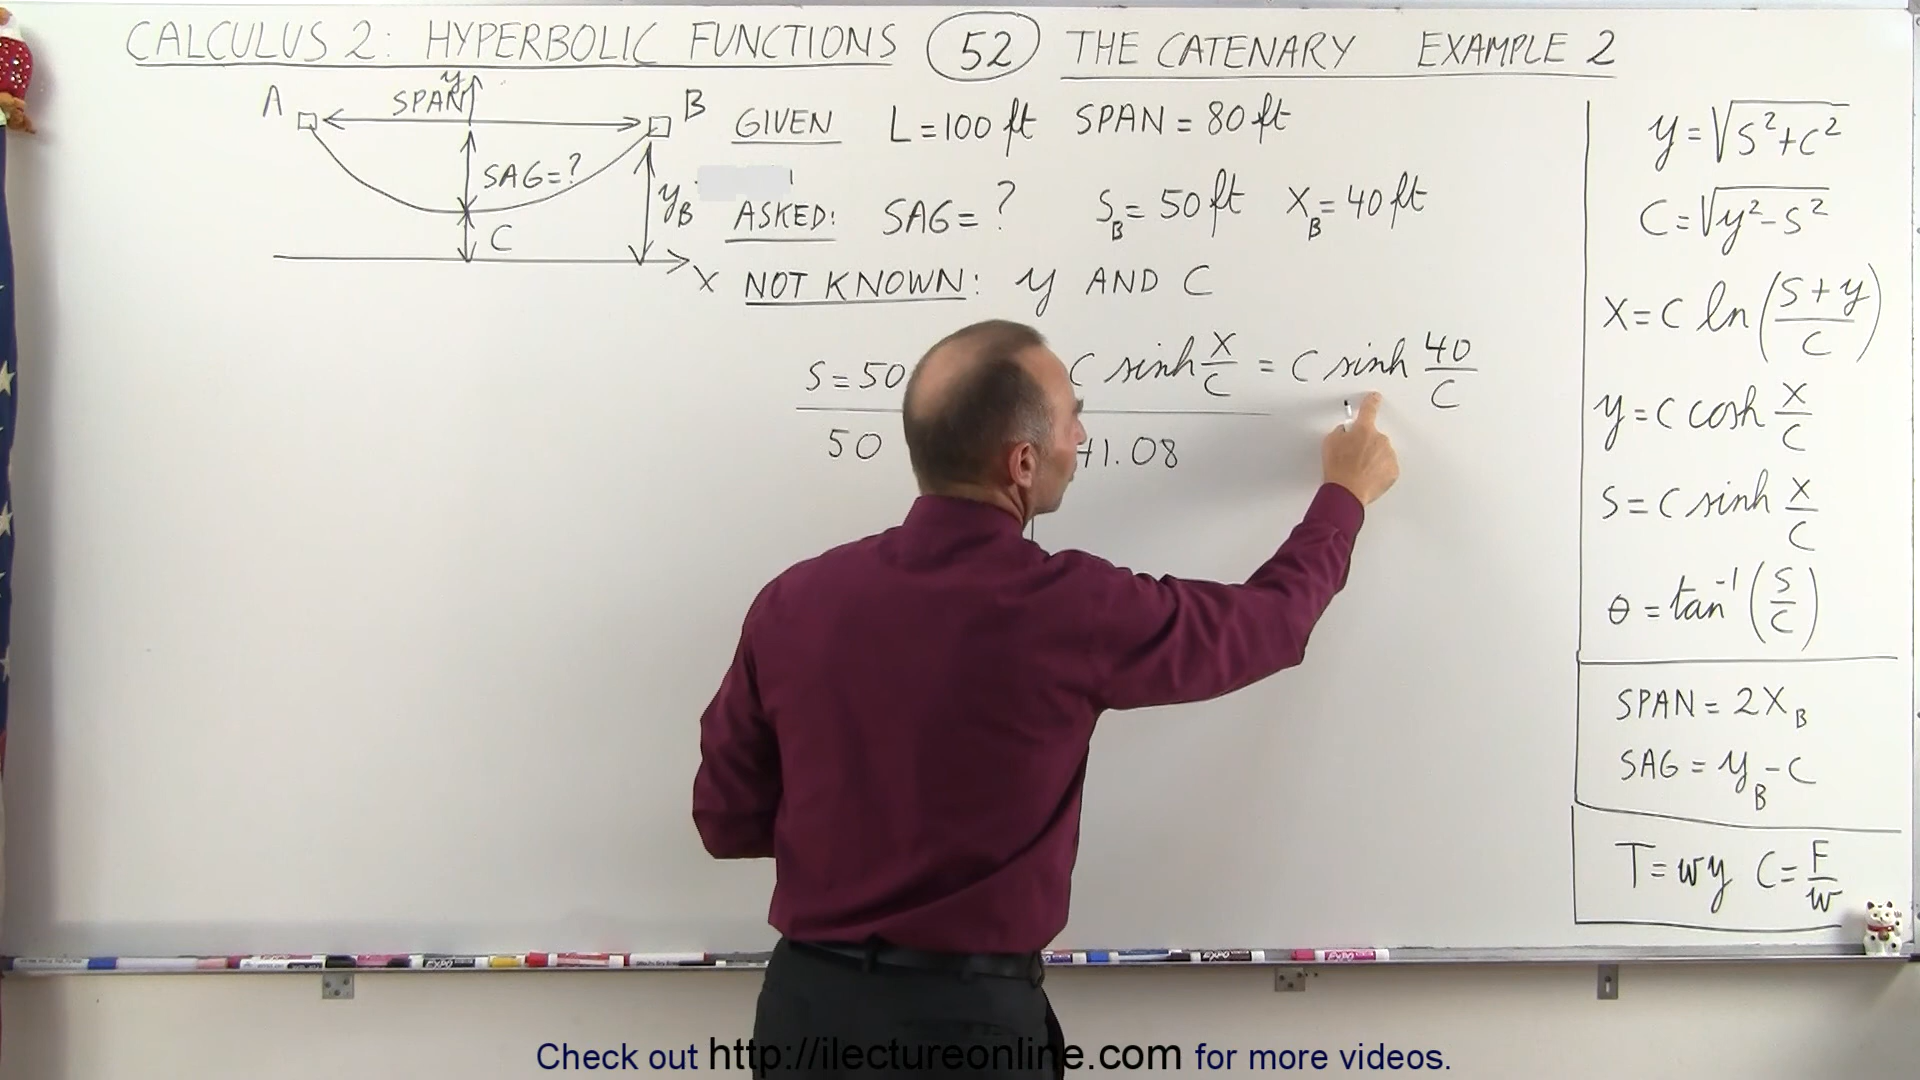 CALCULUS 2: HYPERBOLIC FUNCTIONS 52 THE CATENARY EXAMPLE 2
A SPAN y B
SAG=?
y_B
C
X
GIVEN L=100 ft SPAN = 80 ft
ASKED: SAG = ? S_B = 50 ft X_B = 40 ft
NOT KNOWN: y AND C
S = 50 C sinh X/C = C sinh 40/C
50 41.08
y = √(S²+C²)
C = √(y²-S²)
X = C ln((S+y)/C)
y = C cosh X/C
S = C sinh X/C
θ = tan⁻¹(S/C)
SPAN = 2X_B
SAG = y_B - C
T = wy C = F/w
Check out http://ilectureonline.com for more videos.